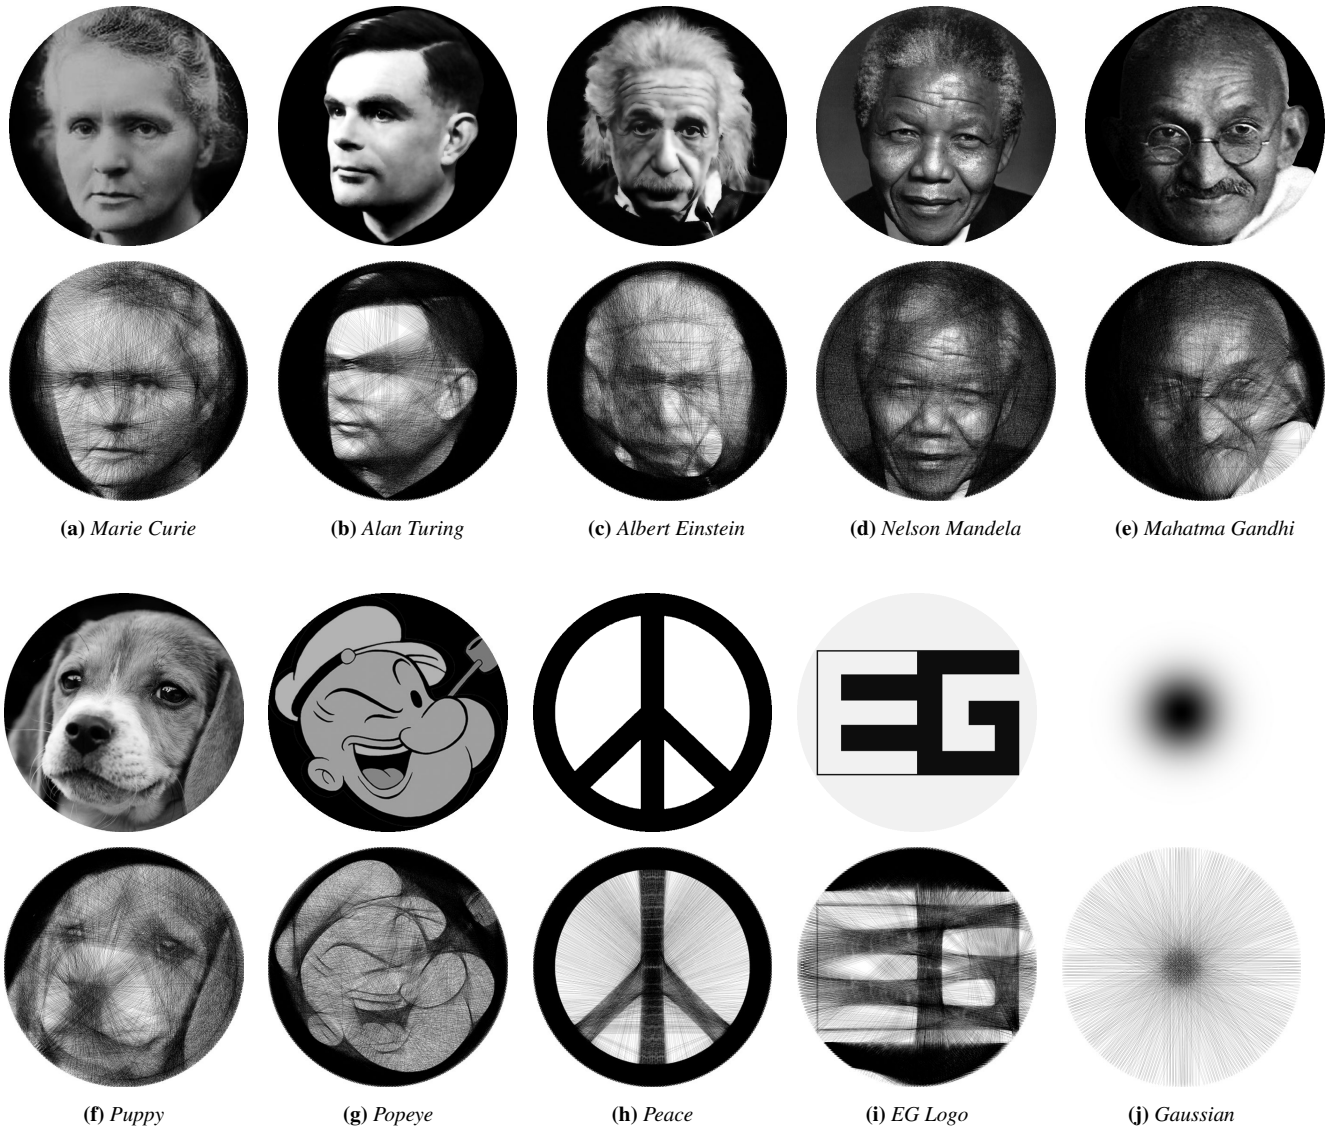 (a) Marie Curie
(b) Alan Turing
(c) Albert Einstein
(d) Nelson Mandela
(e) Mahatma Gandhi
EG
(f) Puppy
(g) Popeye
(h) Peace
(i) EG Logo
(j) Gaussian